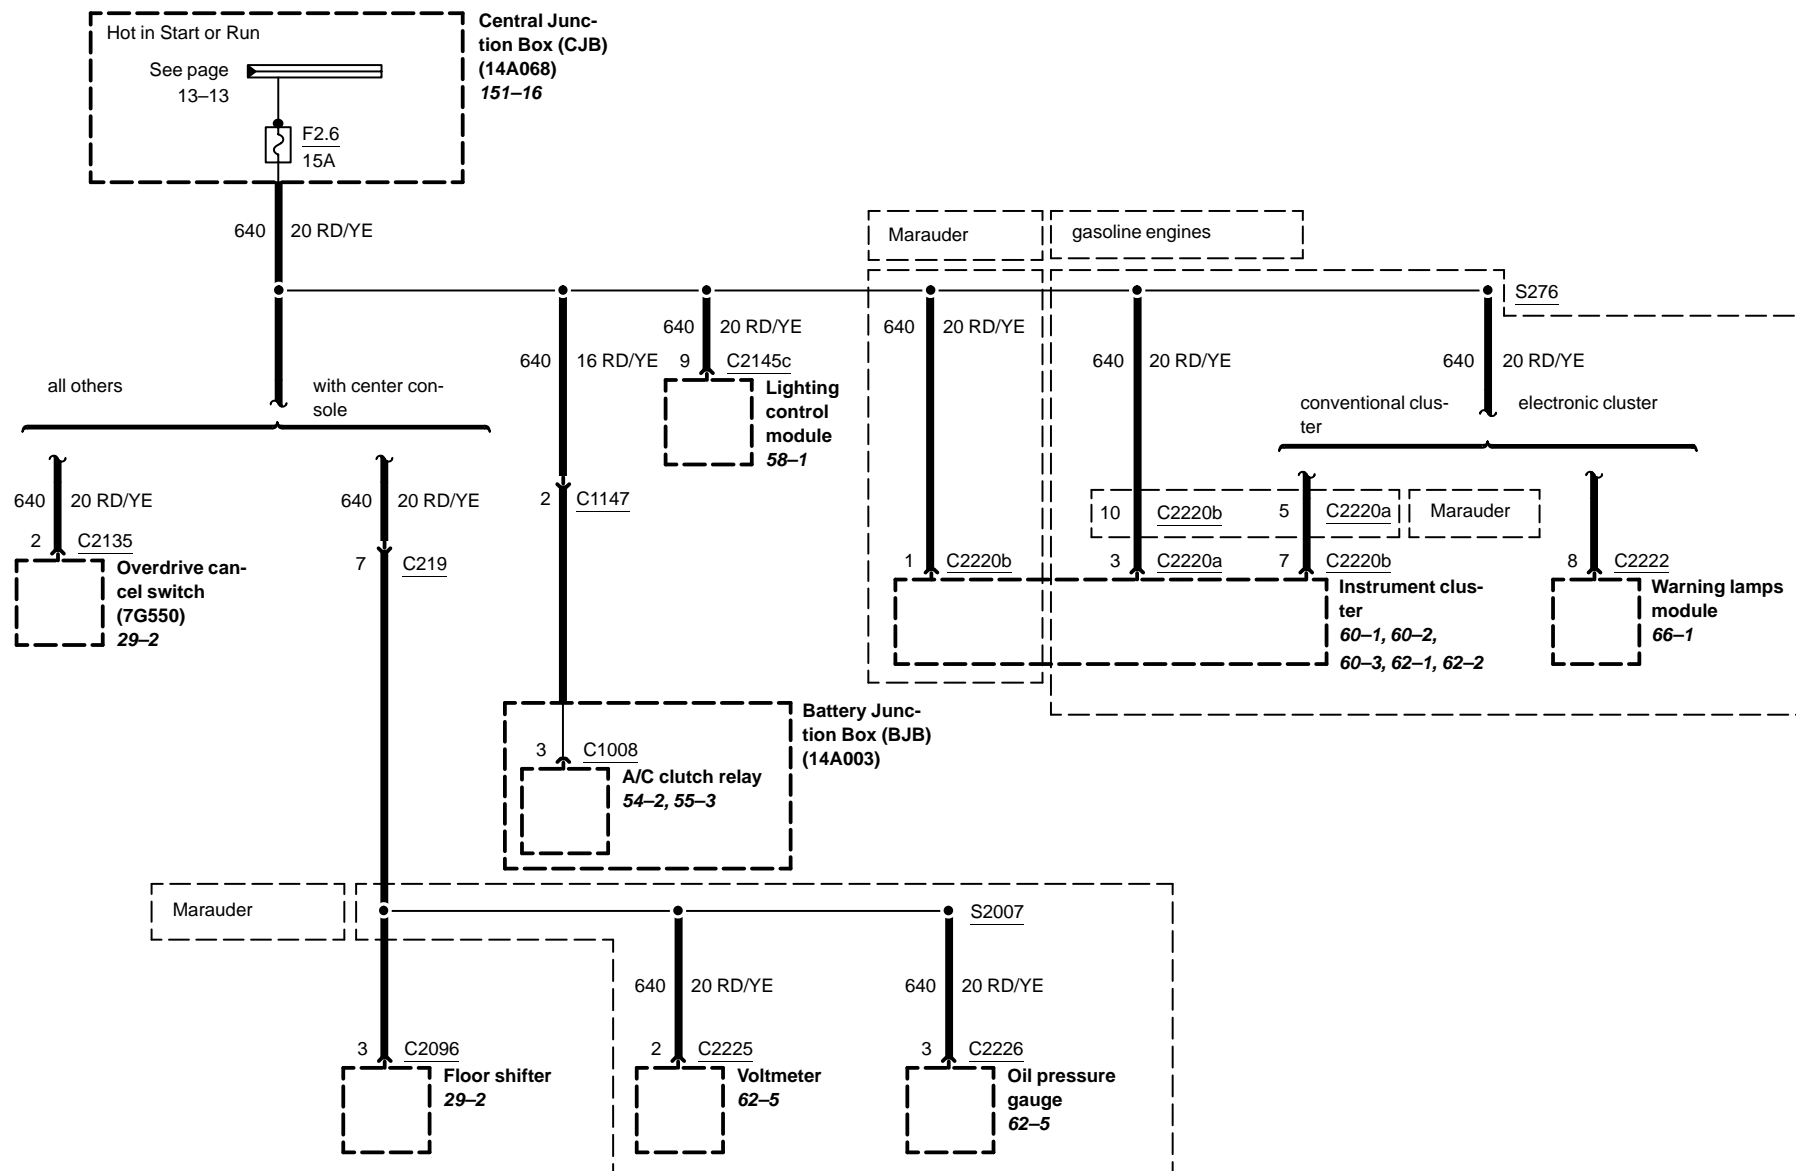 Hot in Start or Run
See page
13–13
F2.6
15A
Central Junc-
tion Box (CJB)
(14A068)
151–16
640 20 RD/YE
Marauder
gasoline engines
S276
640 20 RD/YE
640 20 RD/YE
640 16 RD/YE
640 20 RD/YE
640 20 RD/YE
9 C2145c
Lighting
control
module
58–1
all others
with center con-
sole
conventional clus-
ter
electronic cluster
640 20 RD/YE
640 20 RD/YE
2 C1147
10 C2220b
5 C2220a
Marauder
2 C2135
Overdrive can-
cel switch
(7G550)
29–2
7 C219
1 C2220b
3 C2220a
7 C2220b
8 C2222
Instrument clus-
ter
60–1, 60–2,
60–3, 62–1, 62–2
Warning lamps
module
66–1
Battery Junc-
tion Box (BJB)
(14A003)
3 C1008
A/C clutch relay
54–2, 55–3
Marauder
S2007
640 20 RD/YE
640 20 RD/YE
3 C2096
Floor shifter
29–2
2 C2225
Voltmeter
62–5
3 C2226
Oil pressure
gauge
62–5